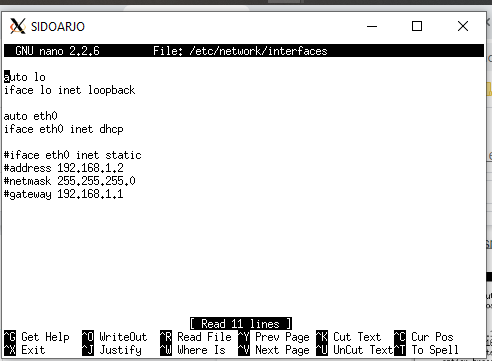 SIDOARJO
GNU nano 2.2.6 File: /etc/network/interfaces
auto lo
iface lo inet loopback
auto eth0
iface eth0 inet dhcp
#iface eth0 inet static
#address 192.168.1.2
#netmask 255.255.255.0
#gateway 192.168.1.1
[ Read 11 lines ]
^G Get Help ^O WriteOut ^R Read File ^Y Prev Page ^K Cut Text ^C Cur Pos
^X Exit ^J Justify ^W Where Is ^V Next Page ^U UnCut Text ^T To Spell